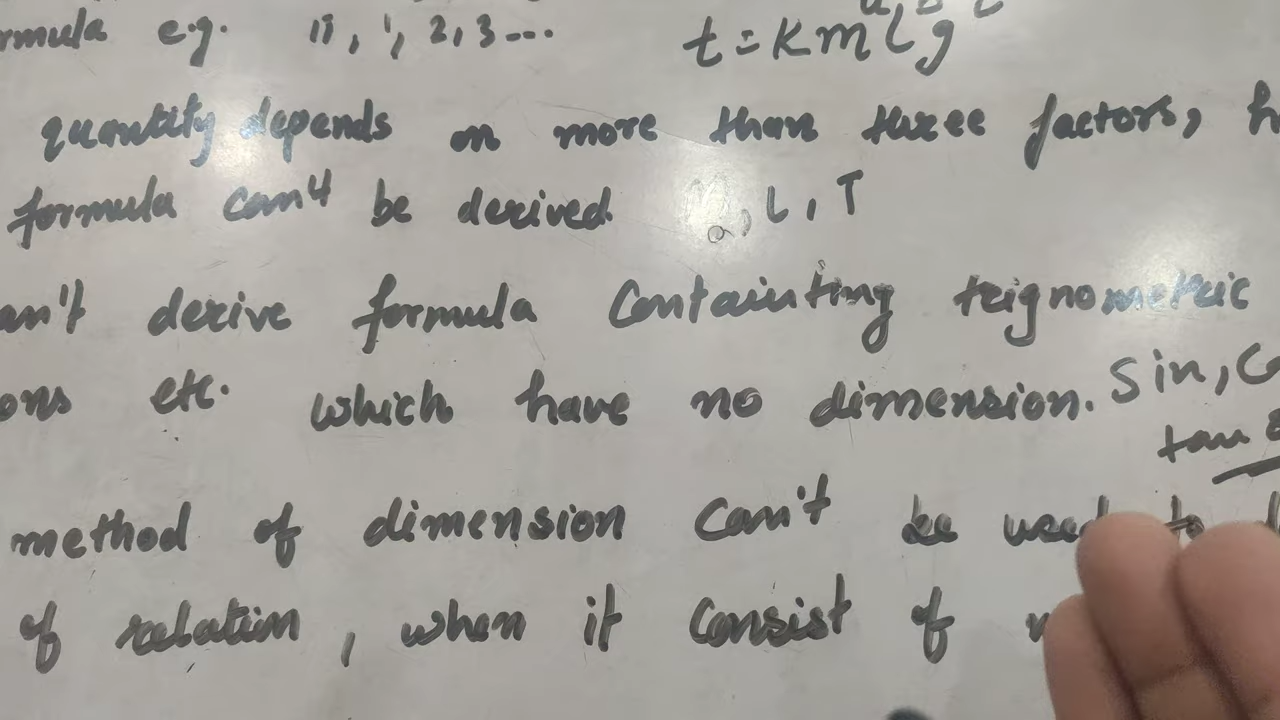 rmula e.g. π, 1, 2, 3 ... t = K m l g
a, b c
quantity depends on more than three factors, h
formula can't be derived M, L, T
an't derive formula Containting trignometric
ons etc. which have no dimension. Sin, Co
tan θ
method of dimension can't be used to d
of relation, when it Consist of